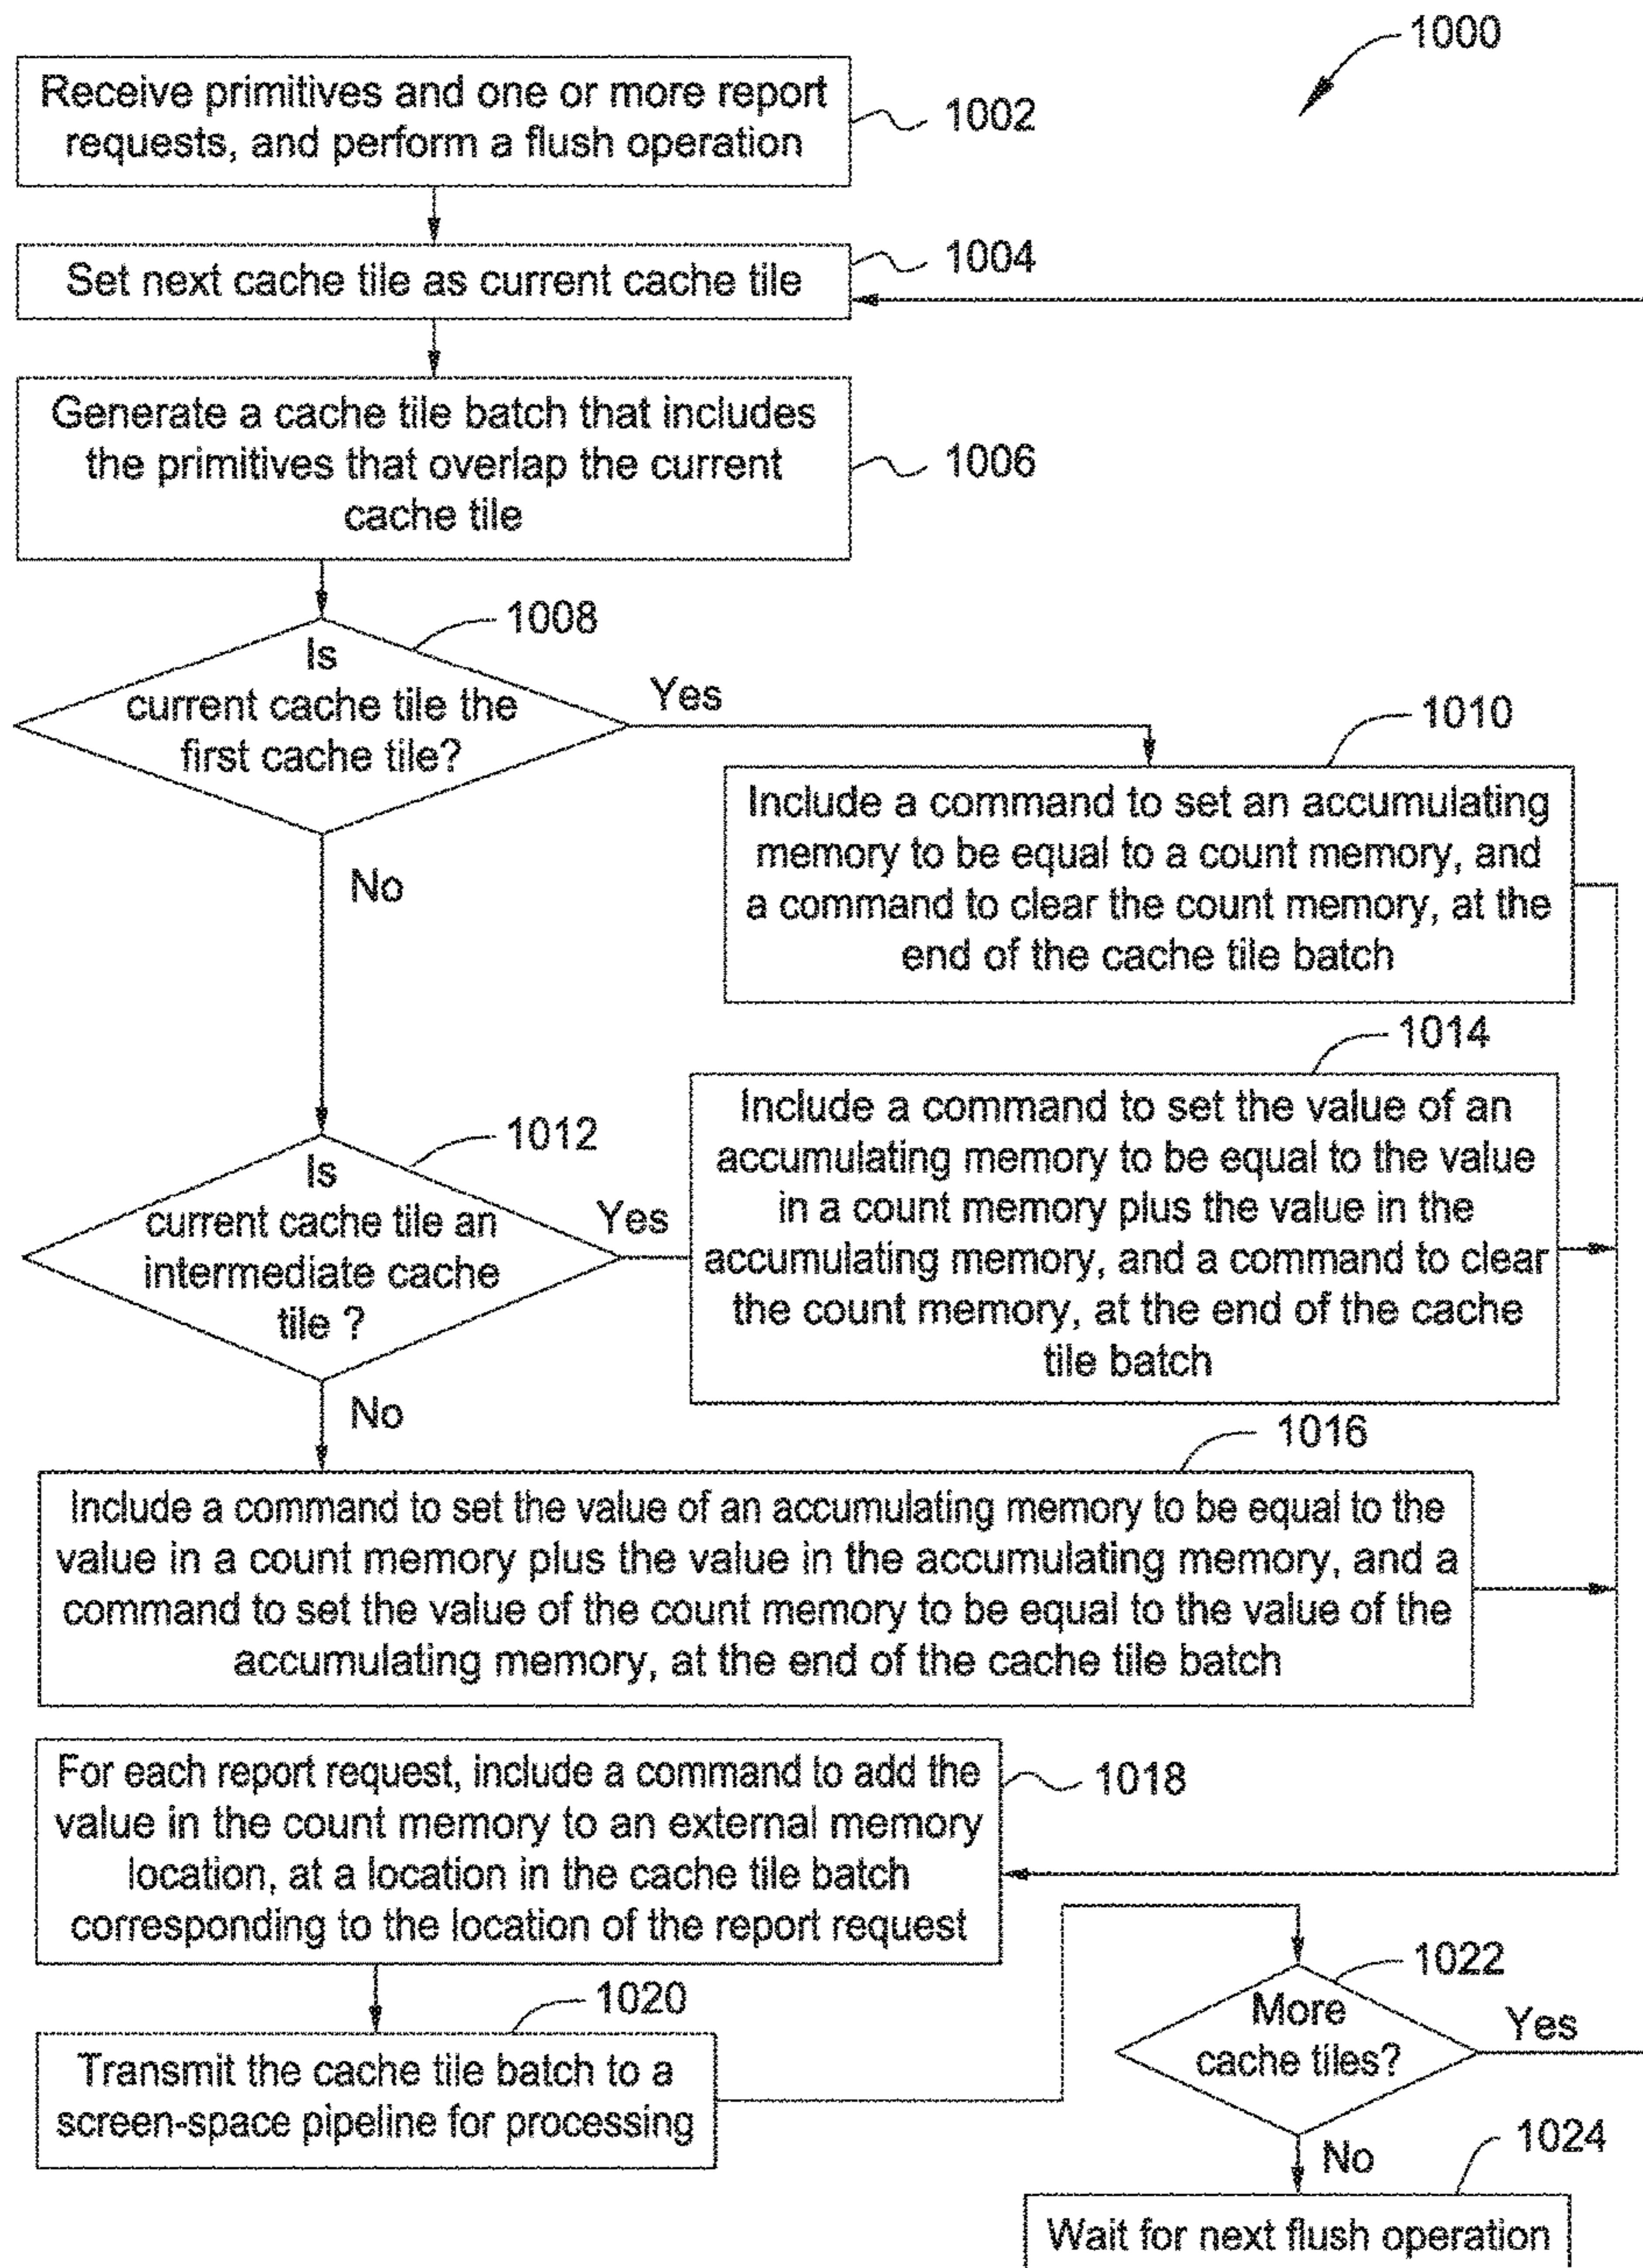 1000
Receive primitives and one or more report
requests, and perform a flush operation
1002
Set next cache tile as current cache tile
1004
Generate a cache tile batch that includes
the primitives that overlap the current
cache tile
1006
1008
Is
current cache tile the
first cache tile?
Yes
No
1010
Include a command to set an accumulating
memory to be equal to a count memory, and
a command to clear the count memory, at the
end of the cache tile batch
1012
Is
current cache tile an
intermediate cache
tile ?
Yes
No
1014
Include a command to set the value of an
accumulating memory to be equal to the value
in a count memory plus the value in the
accumulating memory, and a command to clear
the count memory, at the end of the cache
tile batch
1016
Include a command to set the value of an accumulating memory to be equal to the
value in a count memory plus the value in the accumulating memory, and a
command to set the value of the count memory to be equal to the value of the
accumulating memory, at the end of the cache tile batch
For each report request, include a command to add the
value in the count memory to an external memory
location, at a location in the cache tile batch
corresponding to the location of the report request
1018
1020
Transmit the cache tile batch to a
screen-space pipeline for processing
1022
More
cache tiles?
Yes
No
1024
Wait for next flush operation